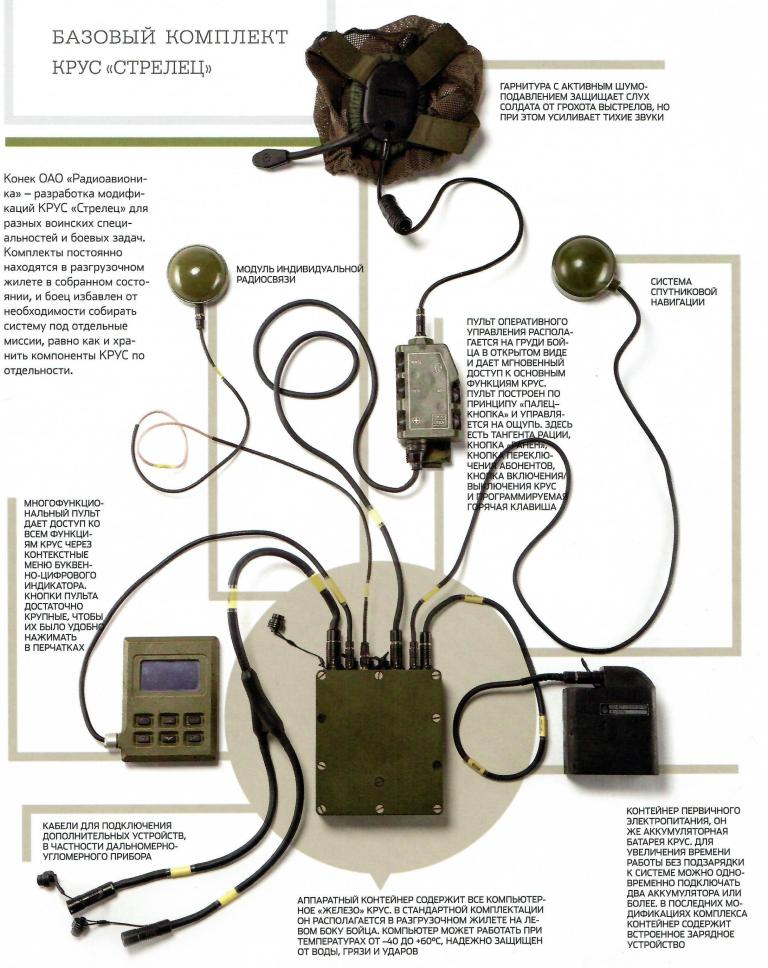 БАЗОВЫЙ КОМПЛЕКТ
КРУС «СТРЕЛЕЦ»
ГАРНИТУРА С АКТИВНЫМ ШУМО-
ПОДАВЛЕНИЕМ ЗАЩИЩАЕТ СЛУХ
СОЛДАТА ОТ ГРОХОТА ВЫСТРЕЛОВ, НО
ПРИ ЭТОМ УСИЛИВАЕТ ТИХИЕ ЗВУКИ
Конек ОАО «Радиоавиони-
ка» – разработка модифи-
каций КРУС «Стрелец» для
разных воинских специ-
альностей и боевых задач.
Комплекты постоянно
находятся в разгрузочном
жилете в собранном состо-
янии, и боец избавлен от
необходимости собирать
систему под отдельные
миссии, равно как и хра-
нить компоненты КРУС по
отдельности.
МОДУЛЬ ИНДИВИДУАЛЬНОЙ
РАДИОСВЯЗИ
СИСТЕМА
СПУТНИКОВОЙ
НАВИГАЦИИ
ПУЛЬТ ОПЕРАТИВНОГО
УПРАВЛЕНИЯ РАСПОЛА-
ГАЕТСЯ НА ГРУДИ БОЙ-
ЦА В ОТКРЫТОМ ВИДЕ
И ДАЕТ МГНОВЕННЫЙ
ДОСТУП К ОСНОВНЫМ
ФУНКЦИЯМ КРУС.
ПУЛЬТ ПОСТРОЕН ПО
ПРИНЦИПУ «ПАЛЕЦ–
КНОПКА» И УПРАВЛЯ-
ЕТСЯ НА ОЩУПЬ. ЗДЕСЬ
ЕСТЬ ТАНГЕНТА РАЦИИ,
КНОПКА «РАНЕН»,
КНОПКА ПЕРЕКЛЮ-
ЧЕНИЯ АБОНЕНТОВ,
КНОПКА ВКЛЮЧЕНИЯ/
ВЫКЛЮЧЕНИЯ КРУС
И ПРОГРАММИРУЕМАЯ
ГОРЯЧАЯ КЛАВИША
МНОГОФУНКЦИО-
НАЛЬНЫЙ ПУЛЬТ
ДАЕТ ДОСТУП КО
ВСЕМ ФУНКЦИ-
ЯМ КРУС ЧЕРЕЗ
КОНТЕКСТНЫЕ
МЕНЮ БУКВЕН-
НО-ЦИФРОВОГО
ИНДИКАТОРА.
КНОПКИ ПУЛЬТА
ДОСТАТОЧНО
КРУПНЫЕ, ЧТОБЫ
ИХ БЫЛО УДОБНО
НАЖИМАТЬ
В ПЕРЧАТКАХ
КАБЕЛИ ДЛЯ ПОДКЛЮЧЕНИЯ
ДОПОЛНИТЕЛЬНЫХ УСТРОЙСТВ,
В ЧАСТНОСТИ ДАЛЬНОМЕРНО-
УГЛОМЕРНОГО ПРИБОРА
АППАРАТНЫЙ КОНТЕЙНЕР СОДЕРЖИТ ВСЕ КОМПЬЮТЕР-
НОЕ «ЖЕЛЕЗО» КРУС. В СТАНДАРТНОЙ КОМПЛЕКТАЦИИ
ОН РАСПОЛАГАЕТСЯ В РАЗГРУЗОЧНОМ ЖИЛЕТЕ НА ЛЕ-
ВОМ БОКУ БОЙЦА. КОМПЬЮТЕР МОЖЕТ РАБОТАТЬ ПРИ
ТЕМПЕРАТУРАХ ОТ –40 ДО +60°С, НАДЕЖНО ЗАЩИЩЕН
ОТ ВОДЫ, ГРЯЗИ И УДАРОВ
КОНТЕЙНЕР ПЕРВИЧНОГО
ЭЛЕКТРОПИТАНИЯ, ОН
ЖЕ АККУМУЛЯТОРНАЯ
БАТАРЕЯ КРУС. ДЛЯ
УВЕЛИЧЕНИЯ ВРЕМЕНИ
РАБОТЫ БЕЗ ПОДЗАРЯДКИ
К СИСТЕМЕ МОЖНО ОДНО-
ВРЕМЕННО ПОДКЛЮЧАТЬ
ДВА АККУМУЛЯТОРА ИЛИ
БОЛЕЕ. В ПОСЛЕДНИХ МО-
ДИФИКАЦИЯХ КОМПЛЕКСА
КОНТЕЙНЕР СОДЕРЖИТ
ВСТРОЕННОЕ ЗАРЯДНОЕ
УСТРОЙСТВО